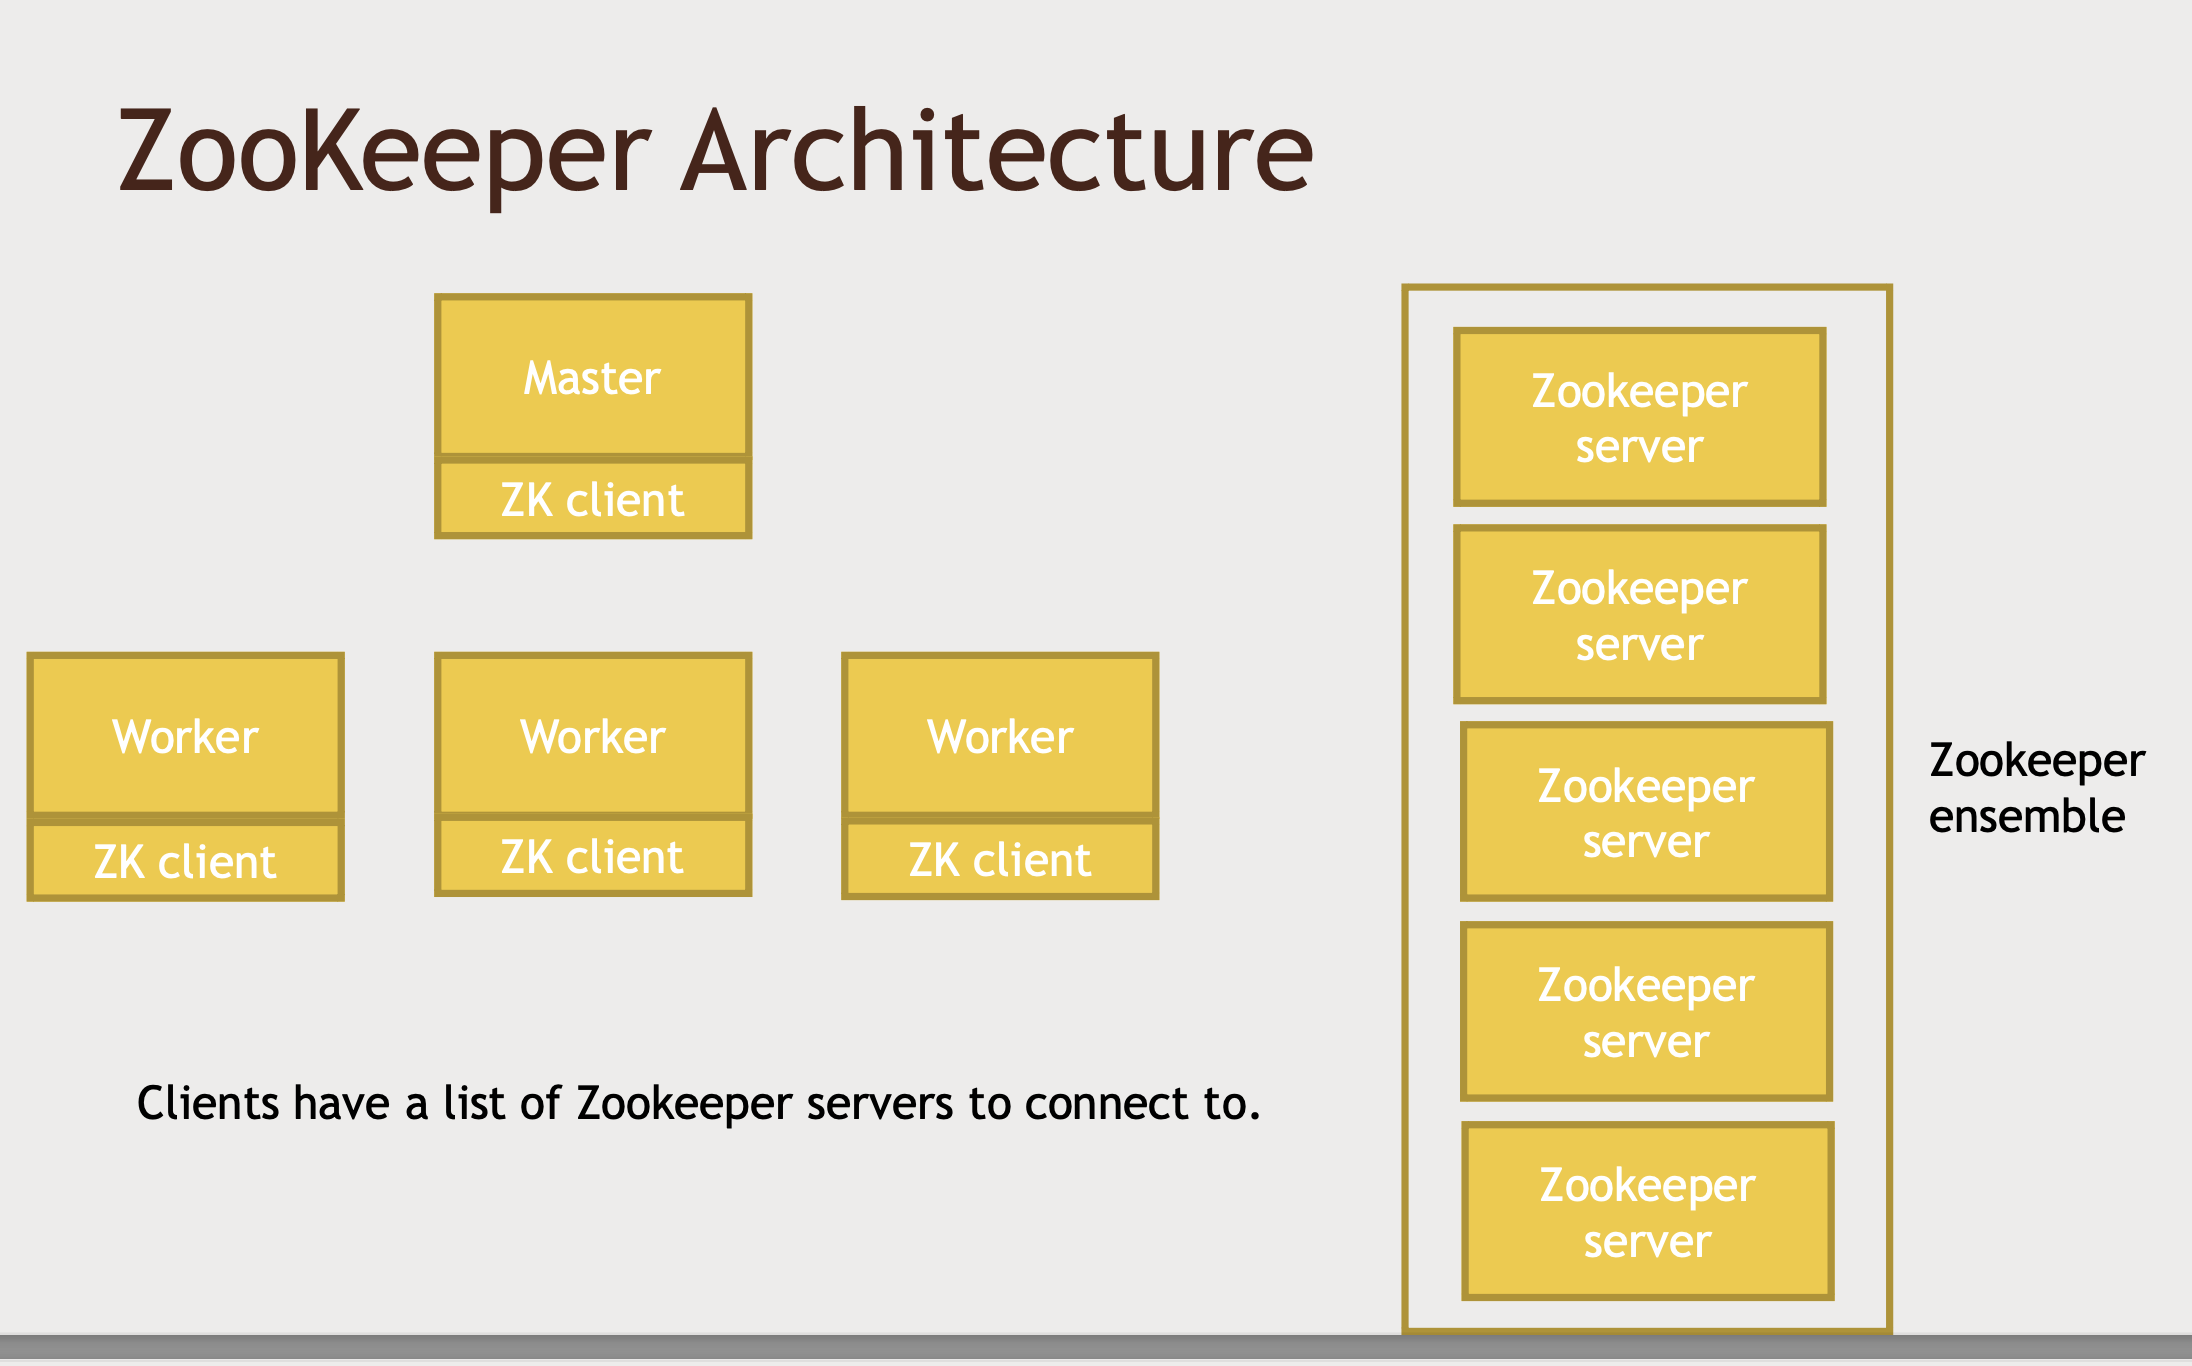 ZooKeeper Architecture
Master
ZK client
Worker
ZK client
Worker
ZK client
Worker
ZK client
Clients have a list of Zookeeper servers to connect to.
Zookeeper
server
Zookeeper
server
Zookeeper
server
Zookeeper
server
Zookeeper
server
Zookeeper
ensemble